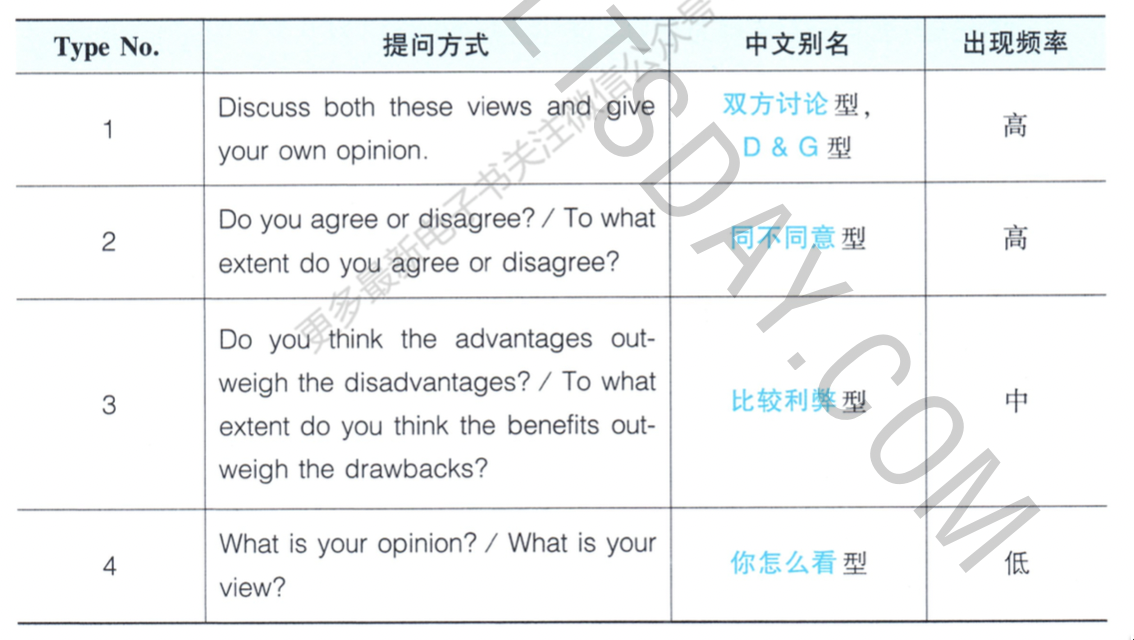 Type No. 提问方式 中文别名 出现频率
1
Discuss both these views and give
your own opinion.
双方讨论型，
D & G 型
高
2
Do you agree or disagree? / To what
extent do you agree or disagree?
同不同意型
高
3
Do you think the advantages out-
weigh the disadvantages? / To what
extent do you think the benefits out-
weigh the drawbacks?
比较利弊型
中
4
What is your opinion? / What is your
view?
你怎么看型
低
更多最新电子书关注微信公众号
TSDAY.COM